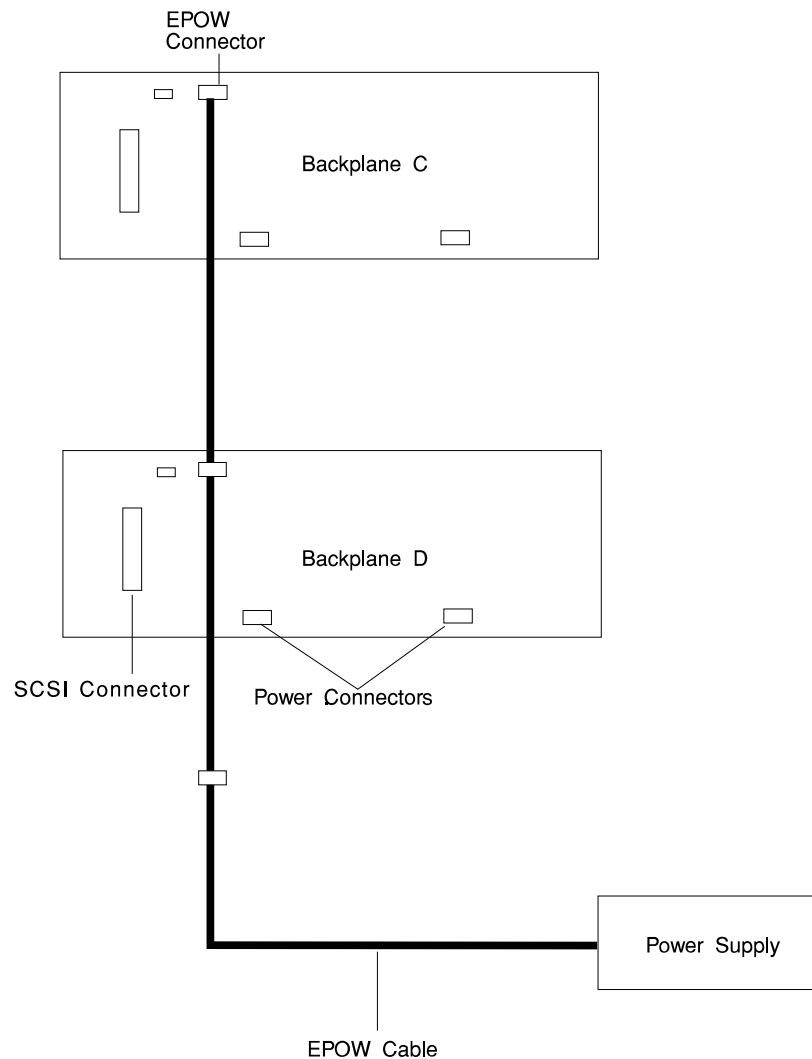 EPOW
Connector
Backplane C
Backplane D
SCSI Connector
Power Connectors
Power Supply
EPOW Cable